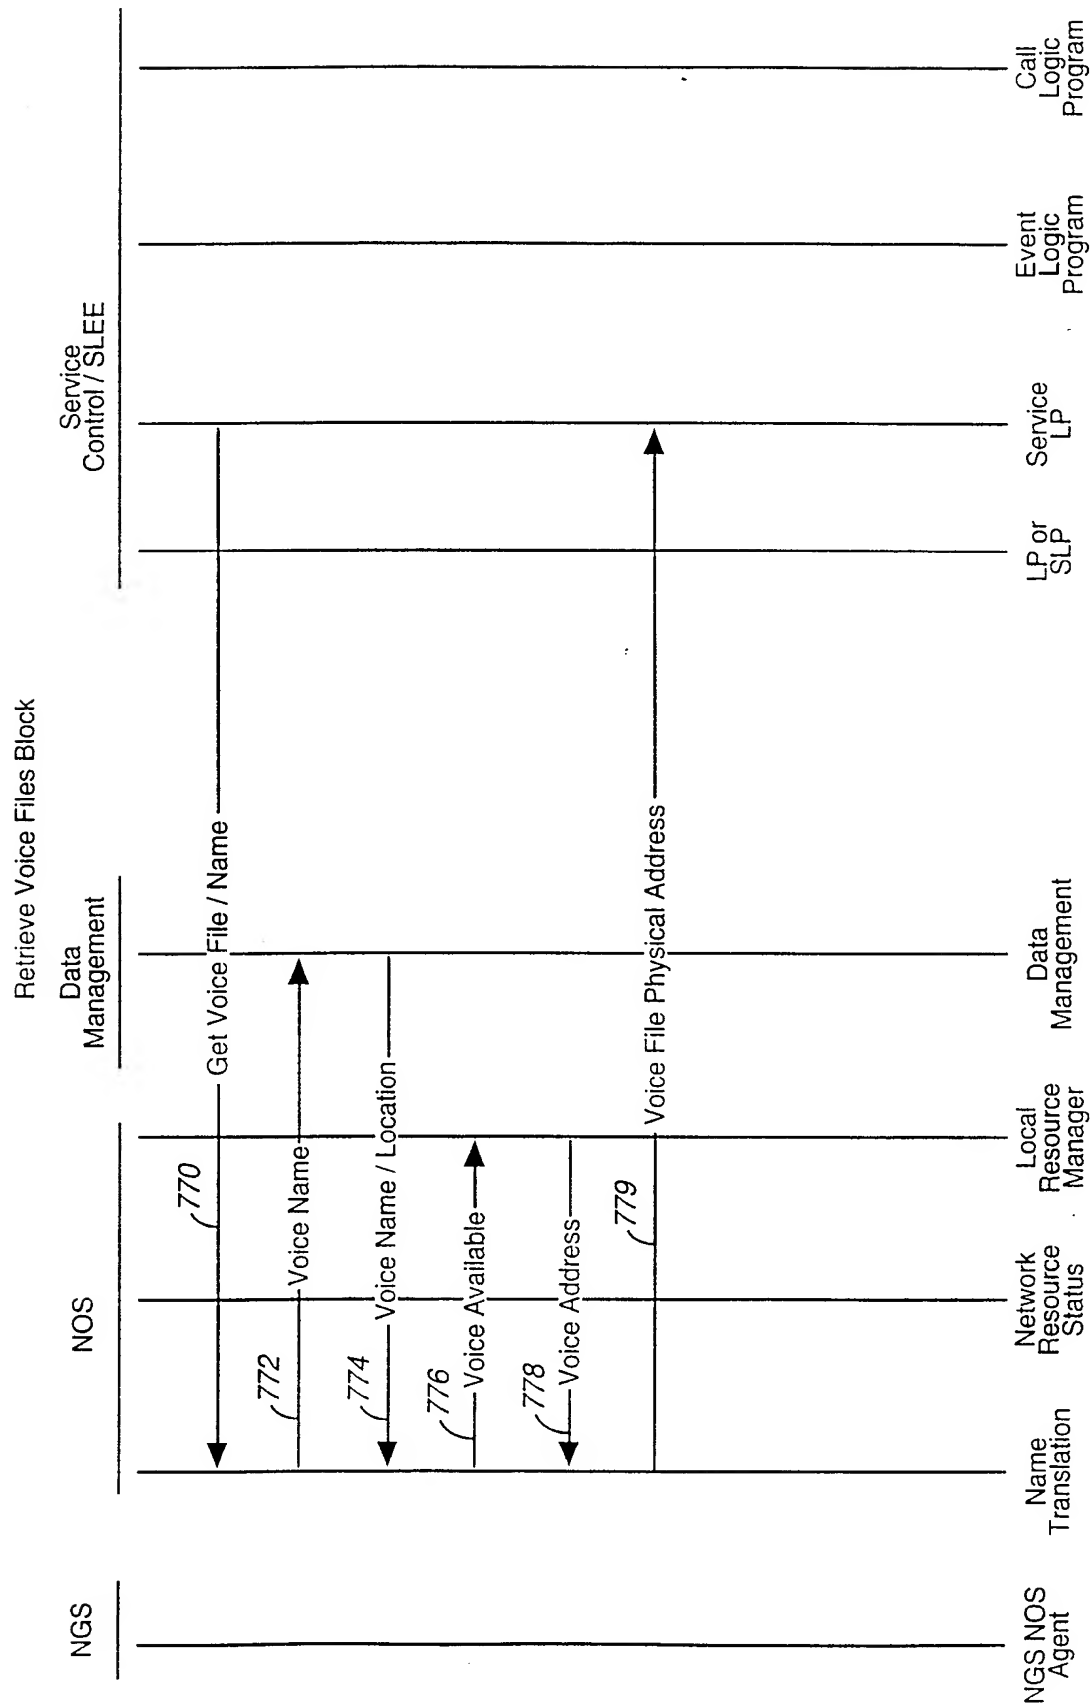 Retrieve Voice Files Block
NGS
NOS
Data
Management
Service
Control / SLEE
770
Get Voice File / Name
772
Voice Name
774
Voice Name / Location
776
Voice Available
778
Voice Address
779
Voice File Physical Address
NGS NOS
Agent
Name
Translation
Network
Resource
Status
Local
Resource
Manager
Data
Management
LP or
SLP
Service
LP
Event
Logic
Program
Call
Logic
Program